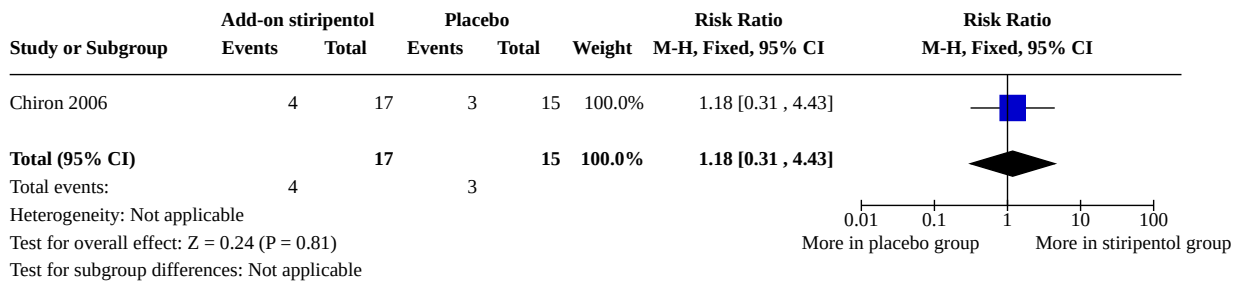 Add-on stiripentol Placebo Risk Ratio Risk Ratio
Study or Subgroup Events Total Events Total Weight M-H, Fixed, 95% CI M-H, Fixed, 95% CI
Chiron 2006 4 17 3 15 100.0% 1.18 [0.31 , 4.43]
Total (95% CI) 17 15 100.0% 1.18 [0.31 , 4.43]
Total events: 4 3
Heterogeneity: Not applicable
0.01 0.1 1 10 100
Test for overall effect: Z = 0.24 (P = 0.81) More in placebo group More in stiripentol group
Test for subgroup differences: Not applicable